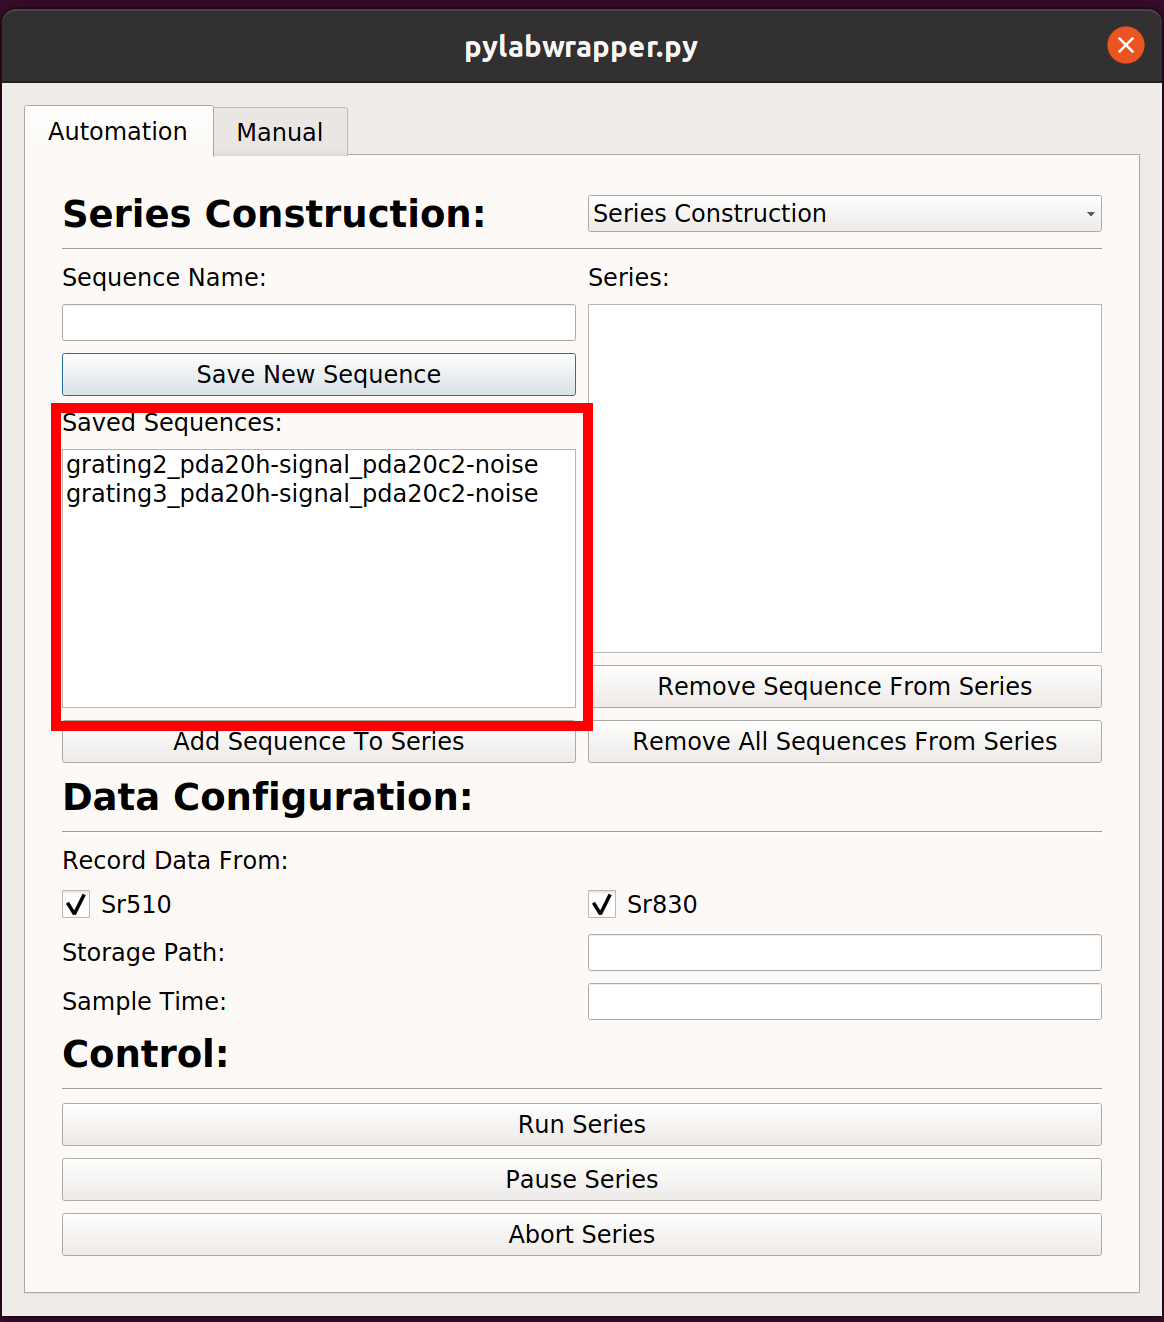 pylabwrapper.py
Automation
Manual
Series Construction:
Series Construction
Sequence Name:
Series:
Save New Sequence
Saved Sequences:
grating2_pda20h-signal_pda20c2-noise
grating3_pda20h-signal_pda20c2-noise
Remove Sequence From Series
Add Sequence To Series
Remove All Sequences From Series
Data Configuration:
Record Data From:
Sr510
Sr830
Storage Path:
Sample Time:
Control:
Run Series
Pause Series
Abort Series